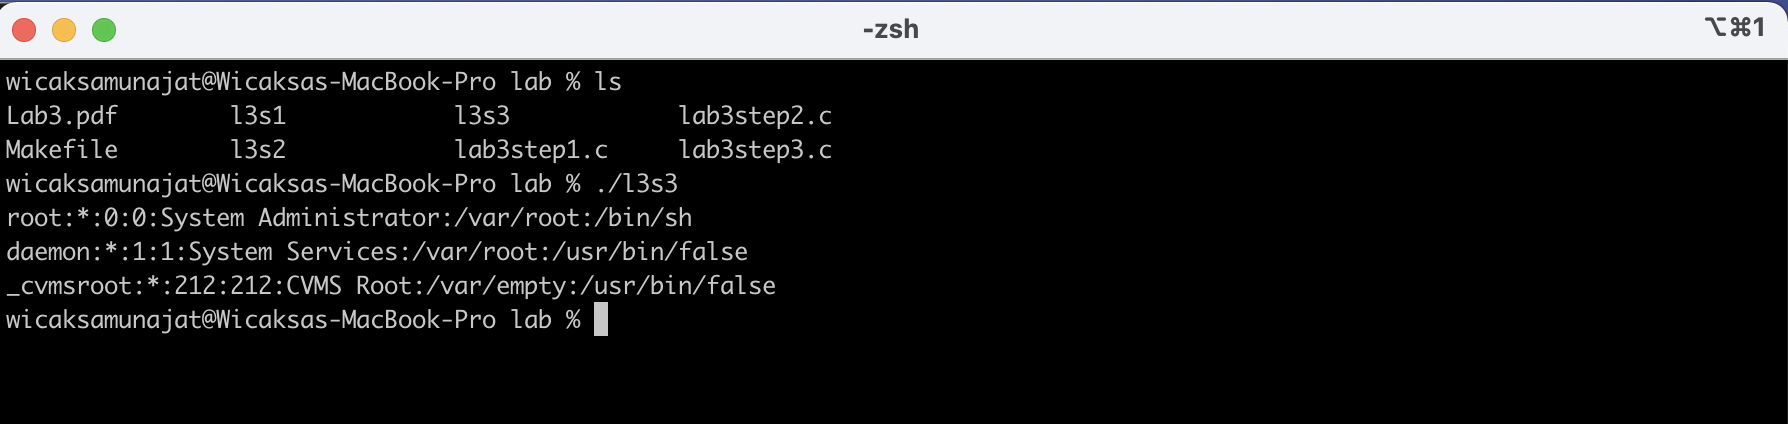 -zsh
⌥⌘1
wicaksamunajat@Wicaksas-MacBook-Pro lab % ls
Lab3.pdf l3s1 l3s3 lab3step2.c
Makefile l3s2 lab3step1.c lab3step3.c
wicaksamunajat@Wicaksas-MacBook-Pro lab % ./l3s3
root:*:0:0:System Administrator:/var/root:/bin/sh
daemon:*:1:1:System Services:/var/root:/usr/bin/false
_cvmsroot:*:212:212:CVMS Root:/var/empty:/usr/bin/false
wicaksamunajat@Wicaksas-MacBook-Pro lab %